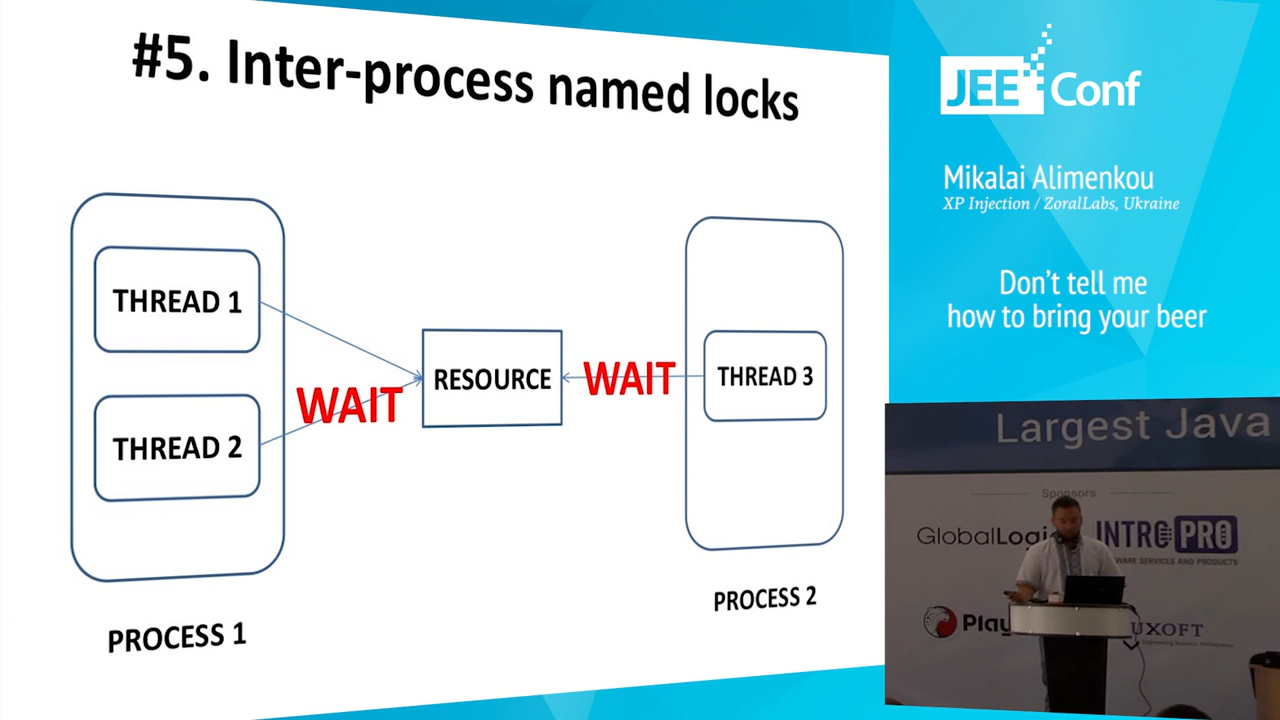 #5. Inter-process named locks
THREAD 1
THREAD 2
WAIT
RESOURCE
WAIT
THREAD 3
PROCESS 1
PROCESS 2
JEE Conf
Mikalai Alimenkou
XP Injection / ZoralLabs, Ukraine
Don't tell me
how to bring your beer
Largest Java
Sponsors
GlobalLogi
INTRO PRO
WARE SERVICES AND PRODUCTS
Play
UXOFT